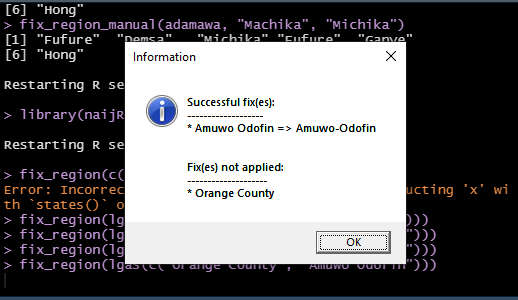 [6] "Hong"
> fix_region_manual(adamawa, "Machika", "Michika")
[1] "Fufure" "Demsa" "Michika" "Fufure" "Ganye"
[6] "Hong"
Restarting R se
> library(naijR
Restarting R se
> fix_region(c(
Error: Incorrec ucting 'x' wi
th `states()` o
> fix_region(lg )))
> fix_region(lg ")))
> fix_region(lg ")))
> fix_region(lgas(c("Orange County", "Amuwo Odofin")))
Information
Successful fix(es):
-------------------
* Amuwo Odofin => Amuwo-Odofin
Fix(es) not applied:
--------------------
* Orange County
OK